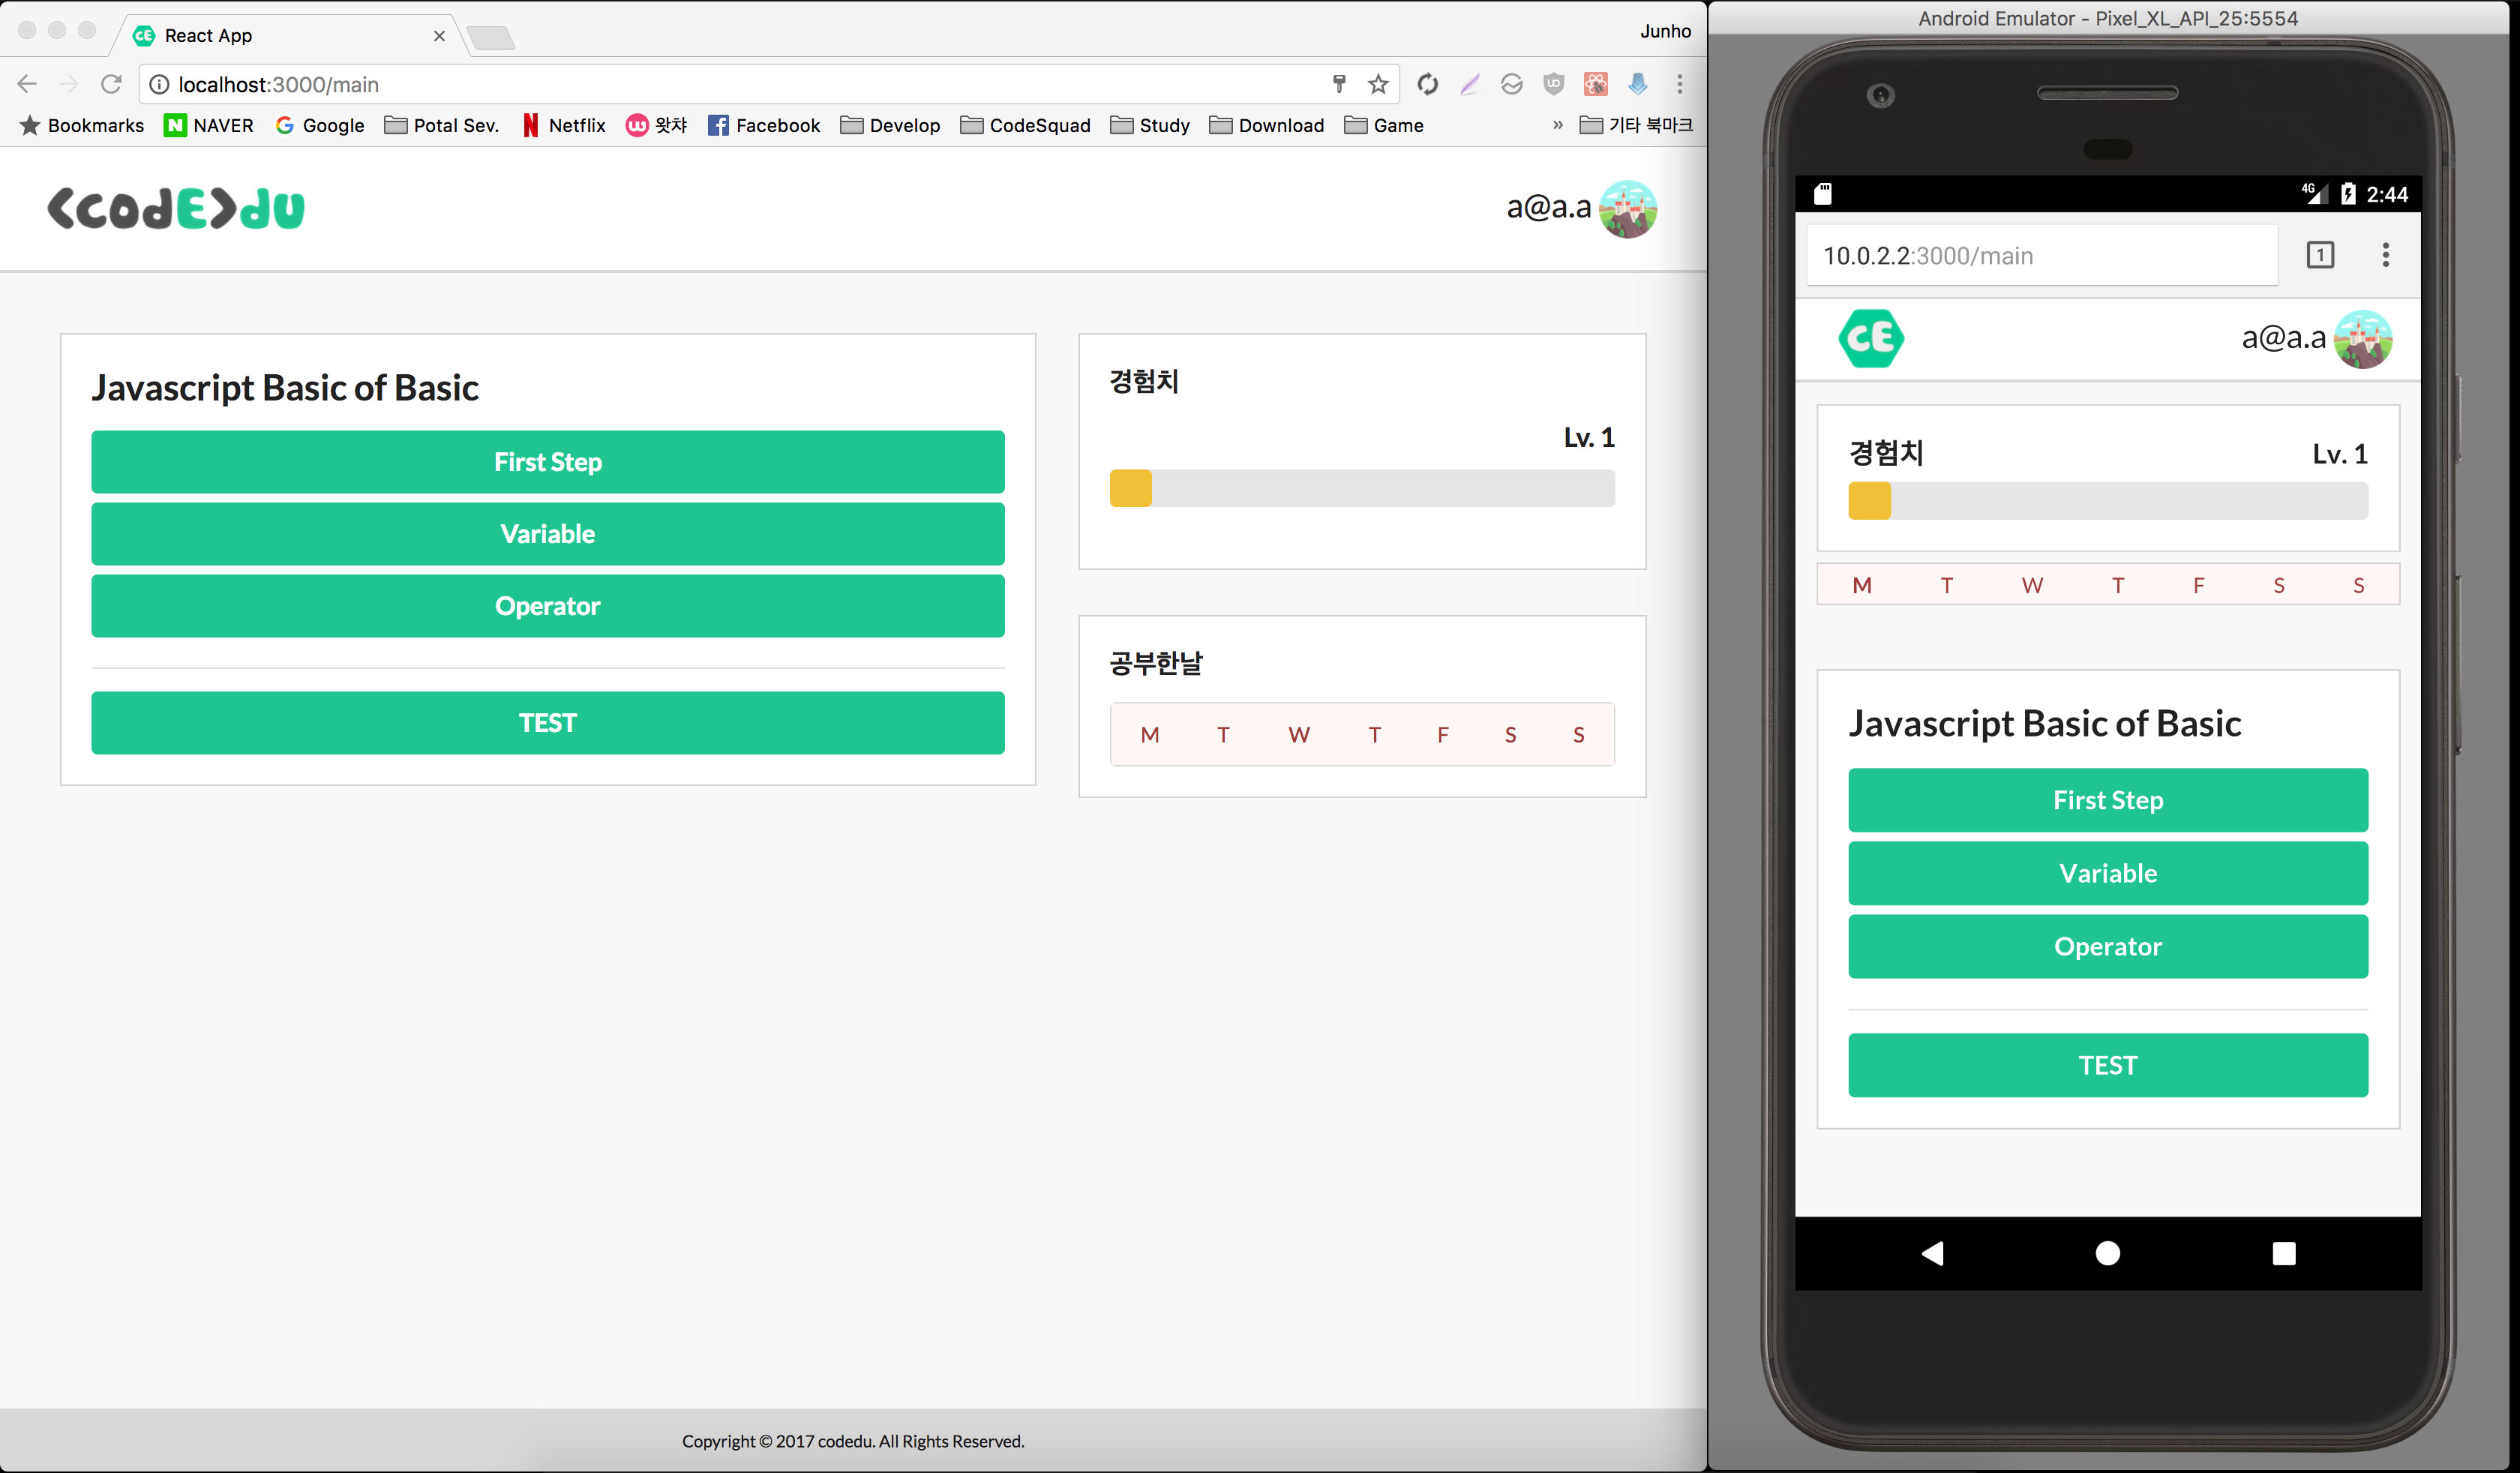 React App
Junho
localhost:3000/main
Bookmarks NAVER Google Potal Sev. Netflix 왓챠 Facebook Develop CodeSquad Study Download Game » 기타 북마크
<codE>du
a@a.a
Javascript Basic of Basic
First Step
Variable
Operator
TEST
경험치
Lv. 1
공부한날
M T W T F S S
Copyright © 2017 codedu. All Rights Reserved.
Android Emulator - Pixel_XL_API_25:5554
4G 2:44
10.0.2.2:3000/main
1
CE
a@a.a
경험치 Lv. 1
M T W T F S S
Javascript Basic of Basic
First Step
Variable
Operator
TEST